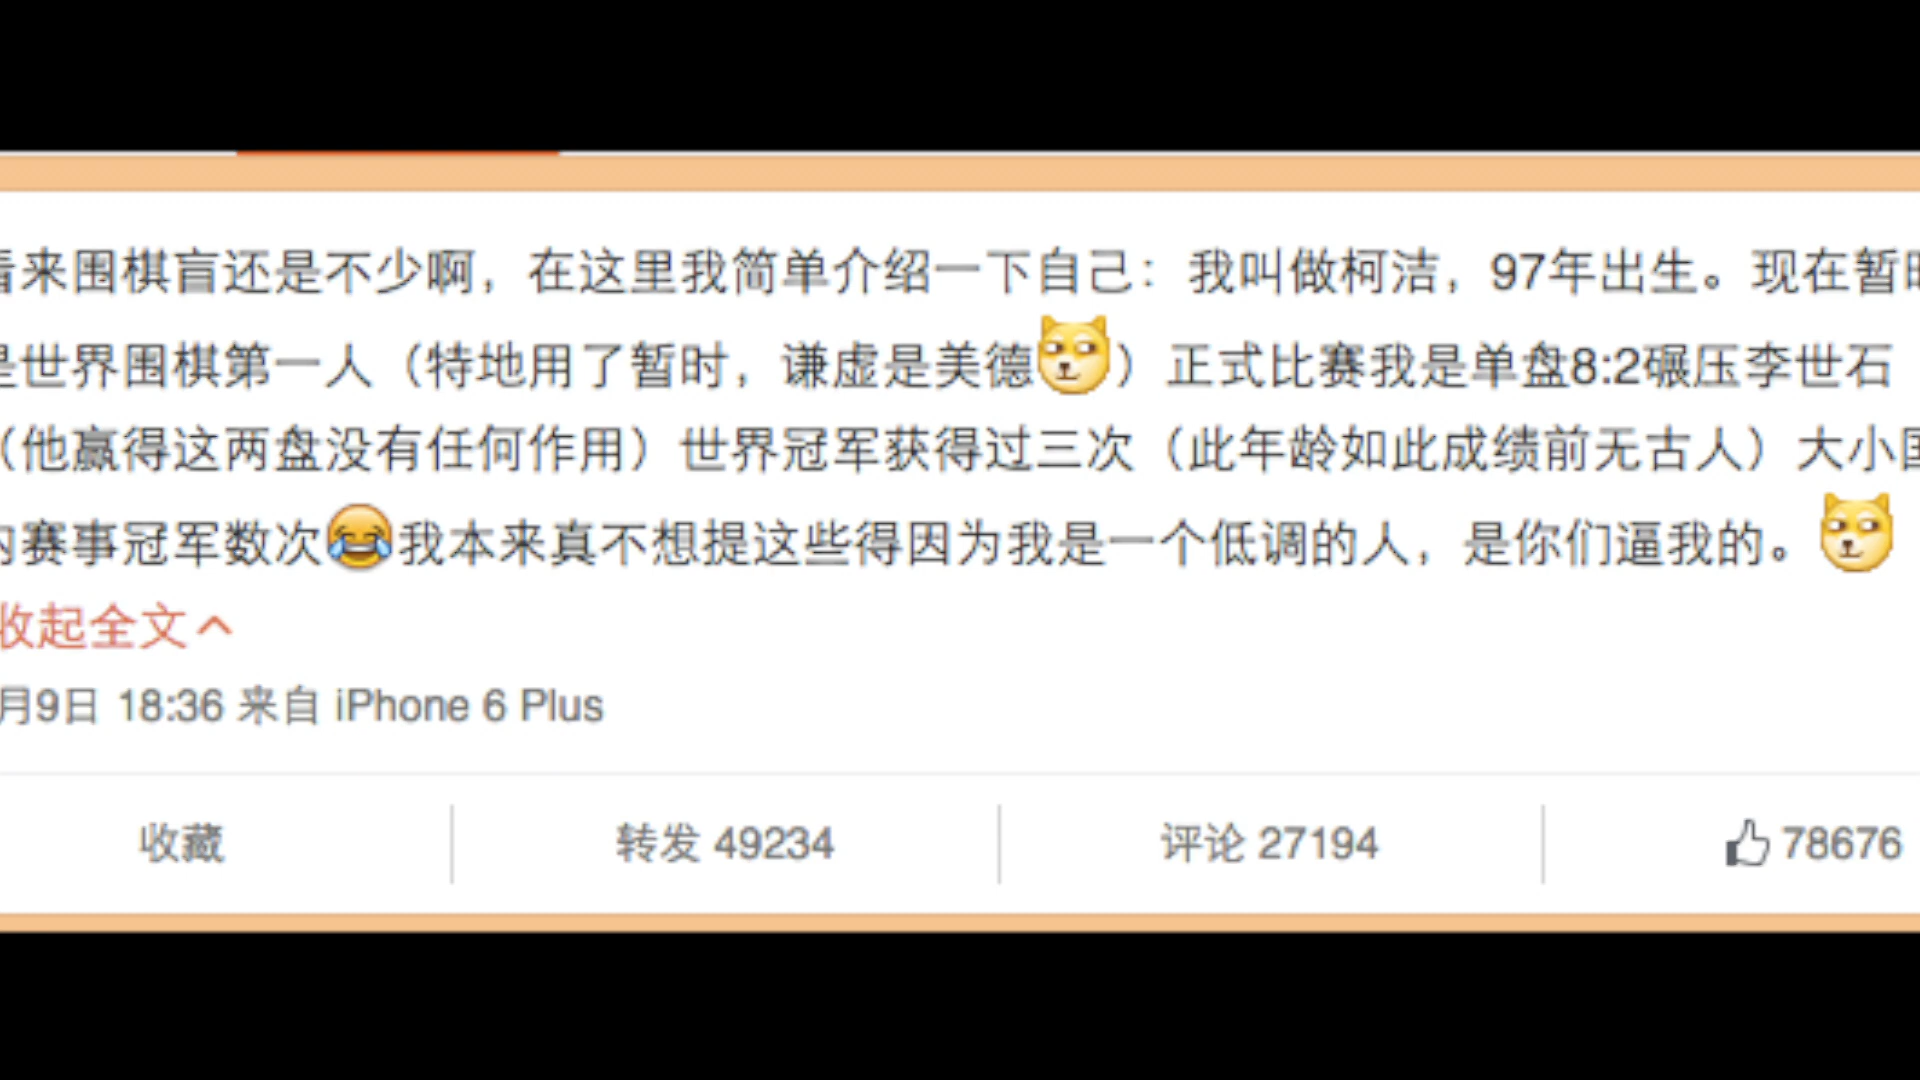 看来围棋盲还是不少啊，在这里我简单介绍一下自己：我叫做柯洁，97年出生。现在暂时
是世界围棋第一人（特地用了暂时，谦虚是美德）正式比赛我是单盘8:2碾压李世石
（他赢得这两盘没有任何作用）世界冠军获得过三次（此年龄如此成绩前无古人）大小国
内赛事冠军数次我本来真不想提这些得因为我是一个低调的人，是你们逼我的。
收起全文
月9日 18:36 来自 iPhone 6 Plus
收藏
转发 49234
评论 27194
78676